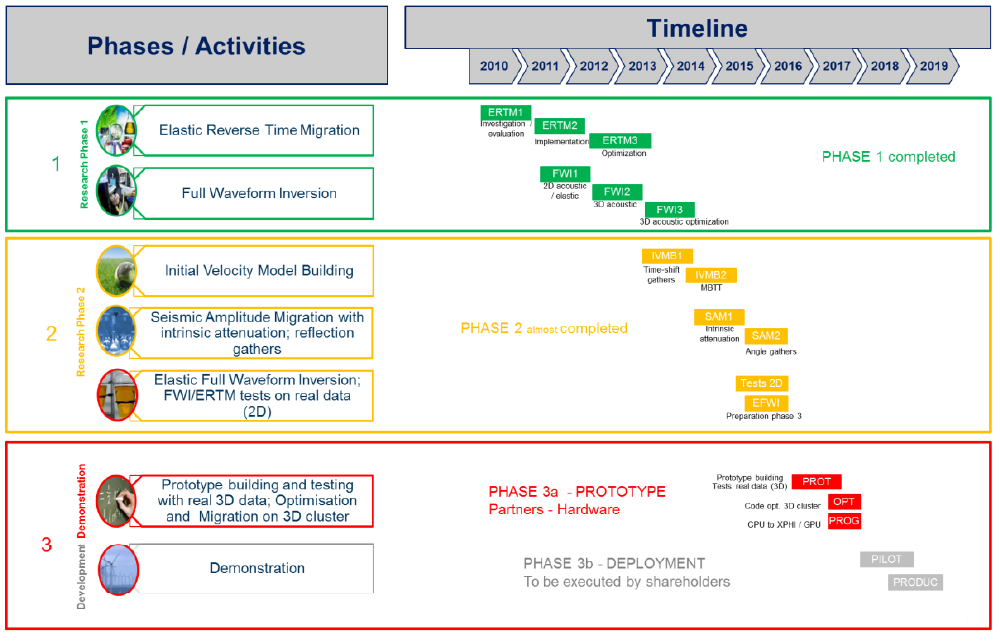 Phases / Activities
Timeline
2010 2011 2012 2013 2014 2015 2016 2017 2018 2019
1
Research Phase 1
Elastic Reverse Time Migration
Full Waveform Inversion
ERTM1
Investigation /
evaluation
ERTM2
Implementation
ERTM3
Optimization
FWI1
2D acoustic
/ elastic
FWI2
3D acoustic
FWI3
3D acoustic optimization
PHASE 1 completed
2
Research Phase 2
Initial Velocity Model Building
Seismic Amplitude Migration with
intrinsic attenuation; reflection
gathers
Elastic Full Waveform Inversion;
FWI/ERTM tests on real data
(2D)
PHASE 2 almost completed
IVMB1
Time-shift
gathers
IVMB2
MBTT
SAM1
Intrinsic
attenuation
SAM2
Angle gathers
Tests 2D
EFWI
Preparation phase 3
3
Development Demonstration
Prototype building and testing
with real 3D data; Optimisation
and Migration on 3D cluster
Demonstration
PHASE 3a - PROTOTYPE
Partners - Hardware
Prototype building
Tests real data (3D)
PROT
Code opt. 3D cluster
OPT
CPU to XPHI / GPU
PROG
PHASE 3b - DEPLOYMENT
To be executed by shareholders
PILOT
PRODUC